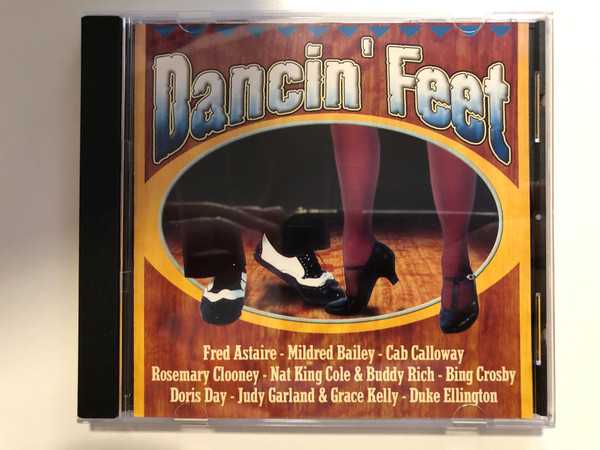 Dancin' Feet
Fred Astaire - Mildred Bailey - Cab Calloway
Rosemary Clooney - Nat King Cole & Buddy Rich - Bing Crosby
Doris Day - Judy Garland & Grace Kelly - Duke Ellington